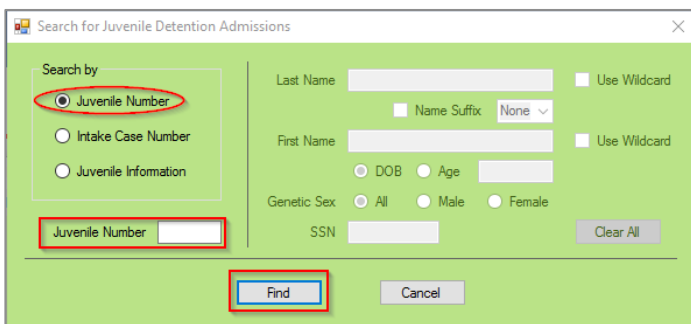 Search for Juvenile Detention Admissions
Search by
Juvenile Number
Intake Case Number
Juvenile Information
Juvenile Number
Last Name
Use Wildcard
Name Suffix None
First Name
Use Wildcard
DOB Age
Genetic Sex All Male Female
SSN
Clear All
Find Cancel